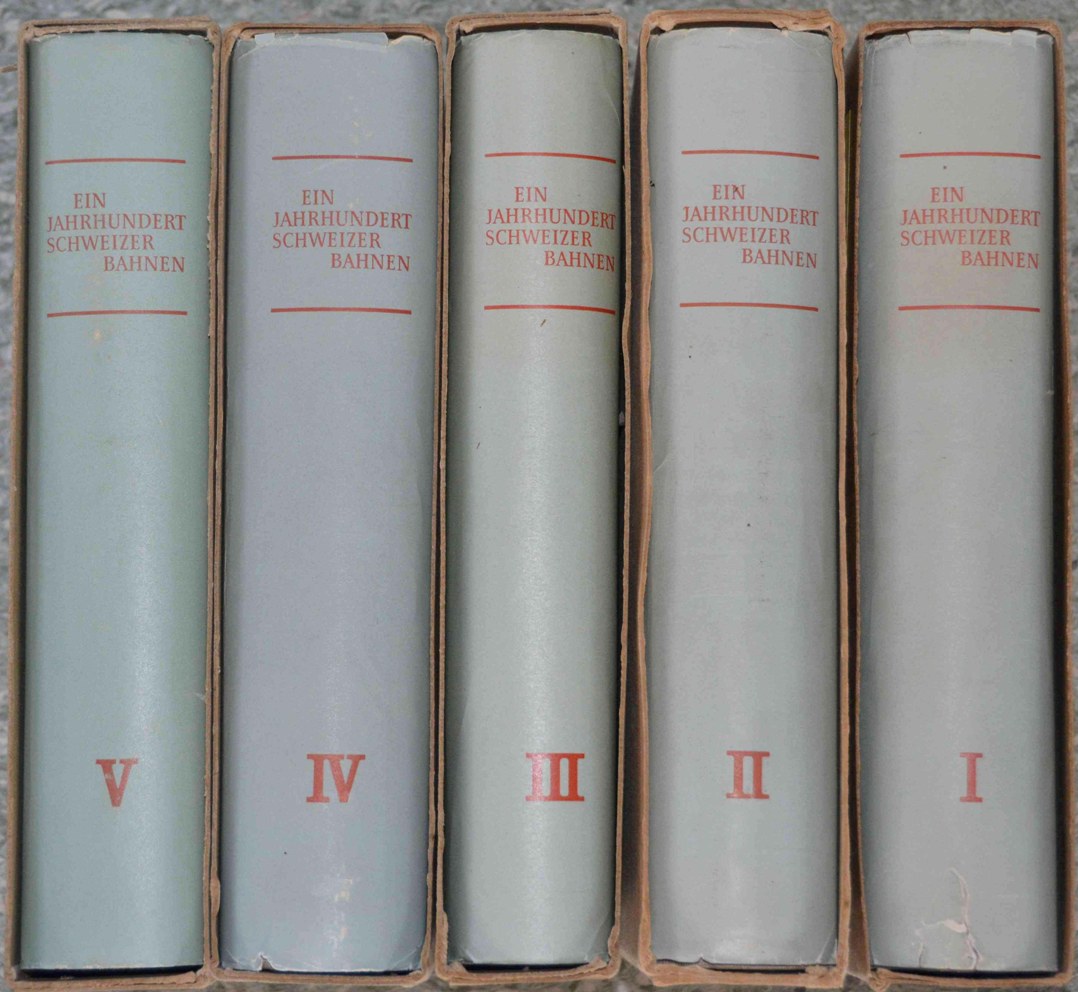 EIN
JAHRHUNDERT
SCHWEIZER
BAHNEN
V
EIN
JAHRHUNDERT
SCHWEIZER
BAHNEN
IV
EIN
JAHRHUNDERT
SCHWEIZER
BAHNEN
III
EIN
JAHRHUNDERT
SCHWEIZER
BAHNEN
II
EIN
JAHRHUNDERT
SCHWEIZER
BAHNEN
I